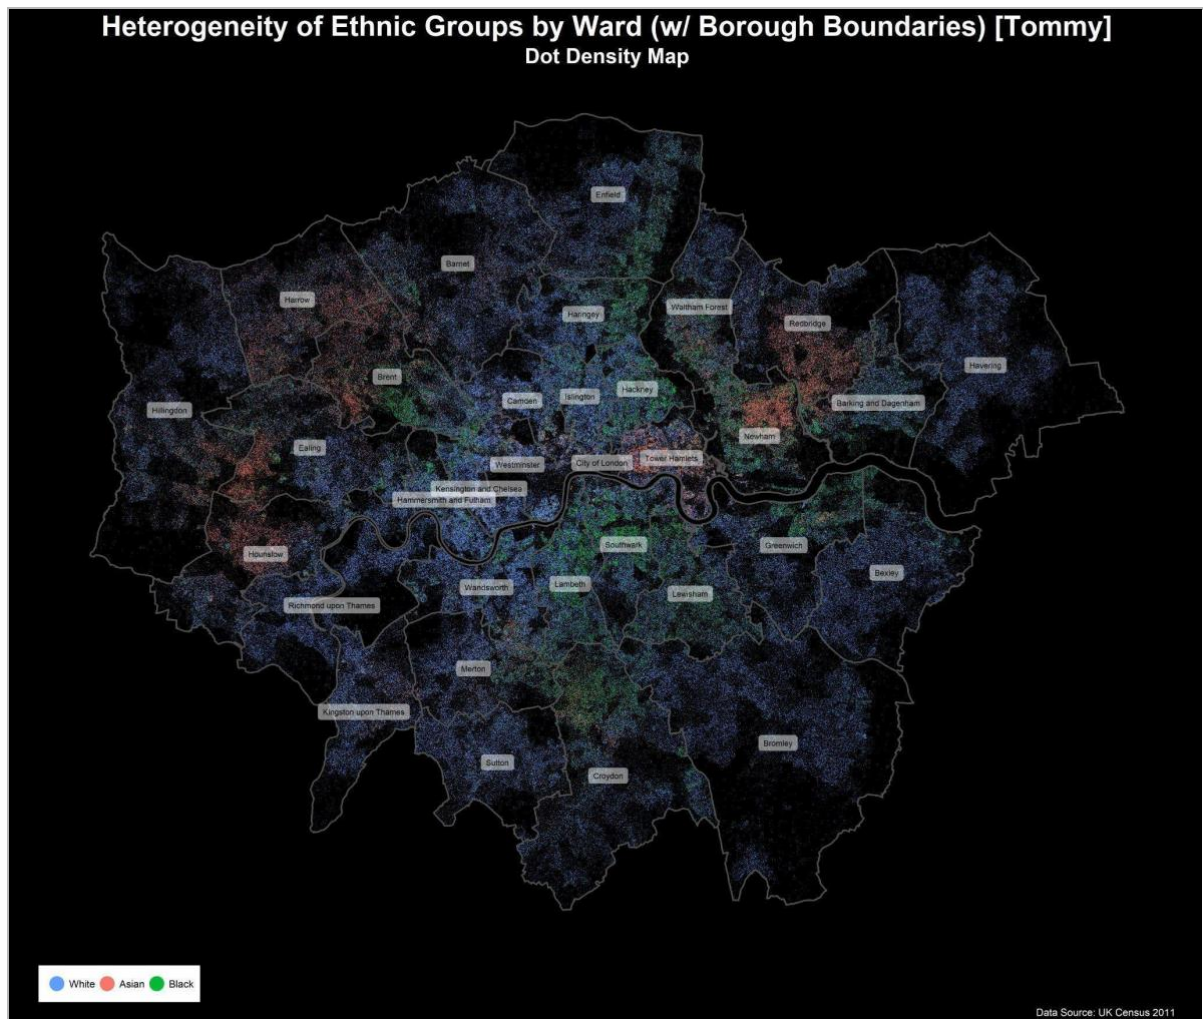 Heterogeneity of Ethnic Groups by Ward (w/ Borough Boundaries) [Tommy]
Dot Density Map
Enfield
Barnet
Harrow
Haringey
Waltham Forest
Redbridge
Havering
Brent
Hackney
Camden
Islington
Barking and Dagenham
Hillingdon
Newham
Ealing
Westminster
City of London
Tower Hamlets
Kensington and Chelsea
Hammersmith and Fulham
Hounslow
Southwark
Greenwich
Bexley
Wandsworth
Lambeth
Lewisham
Richmond upon Thames
Merton
Kingston upon Thames
Bromley
Sutton
Croydon
White Asian Black
Data Source: UK Census 2011